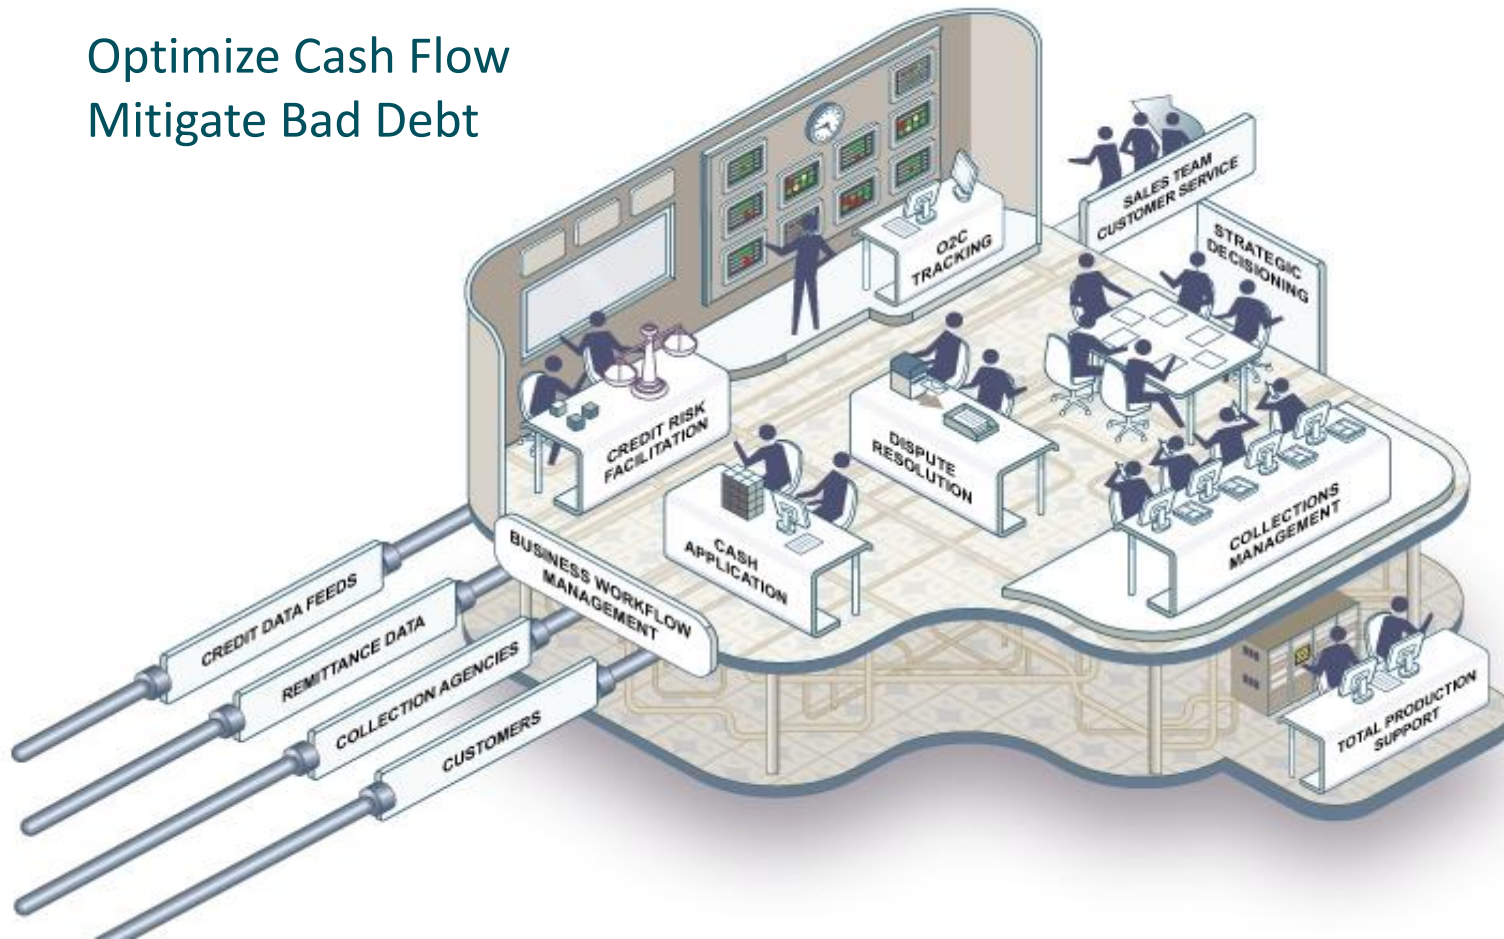 Optimize Cash Flow
Mitigate Bad Debt
SALES TEAM
CUSTOMER SERVICE
STRATEGIC
DECISIONING
O2C
TRACKING
CREDIT RISK
FACILITATION
DISPUTE
RESOLUTION
COLLECTIONS
MANAGEMENT
CASH
APPLICATION
BUSINESS WORKFLOW
MANAGEMENT
CREDIT DATA FEEDS
REMITTANCE DATA
COLLECTION AGENCIES
CUSTOMERS
TOTAL PRODUCTION
SUPPORT